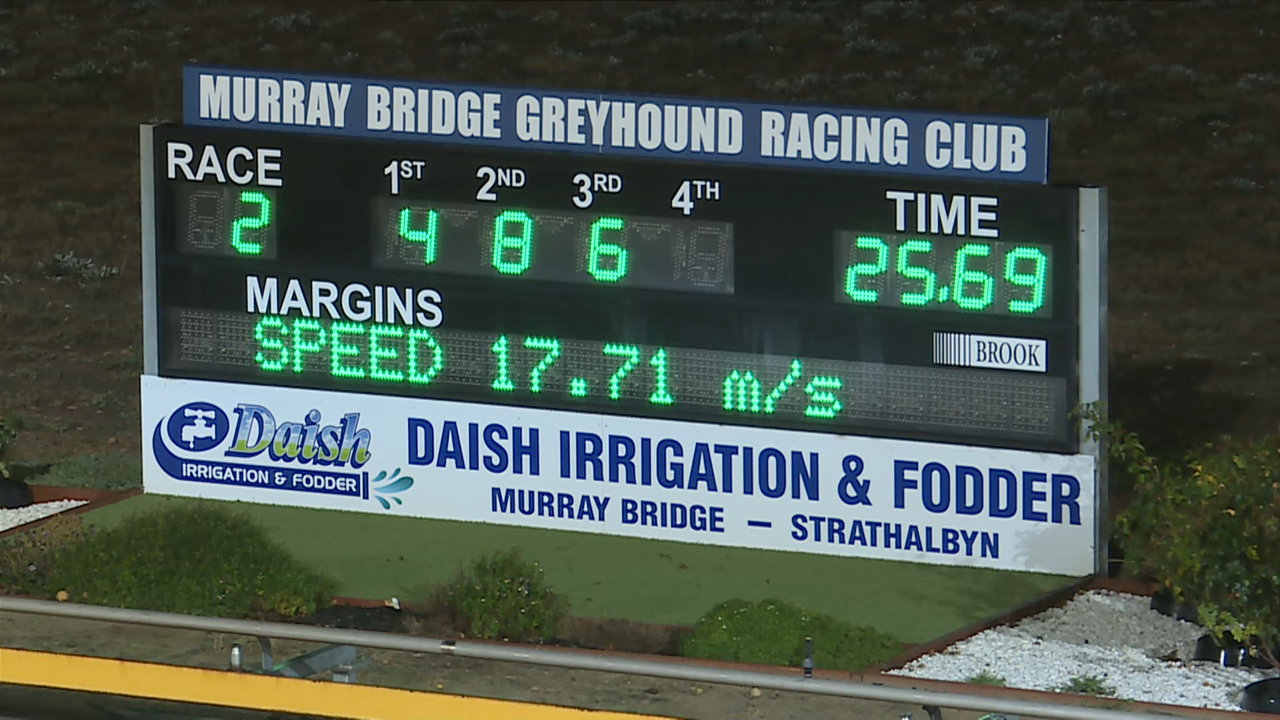 MURRAY BRIDGE GREYHOUND RACING CLUB
RACE 1ST 2ND 3RD 4TH TIME
2 4 8 6 25.69
MARGINS
SPEED 17.71 m/s
BROOK
Daish
IRRIGATION & FODDER
DAISH IRRIGATION & FODDER
MURRAY BRIDGE – STRATHALBYN